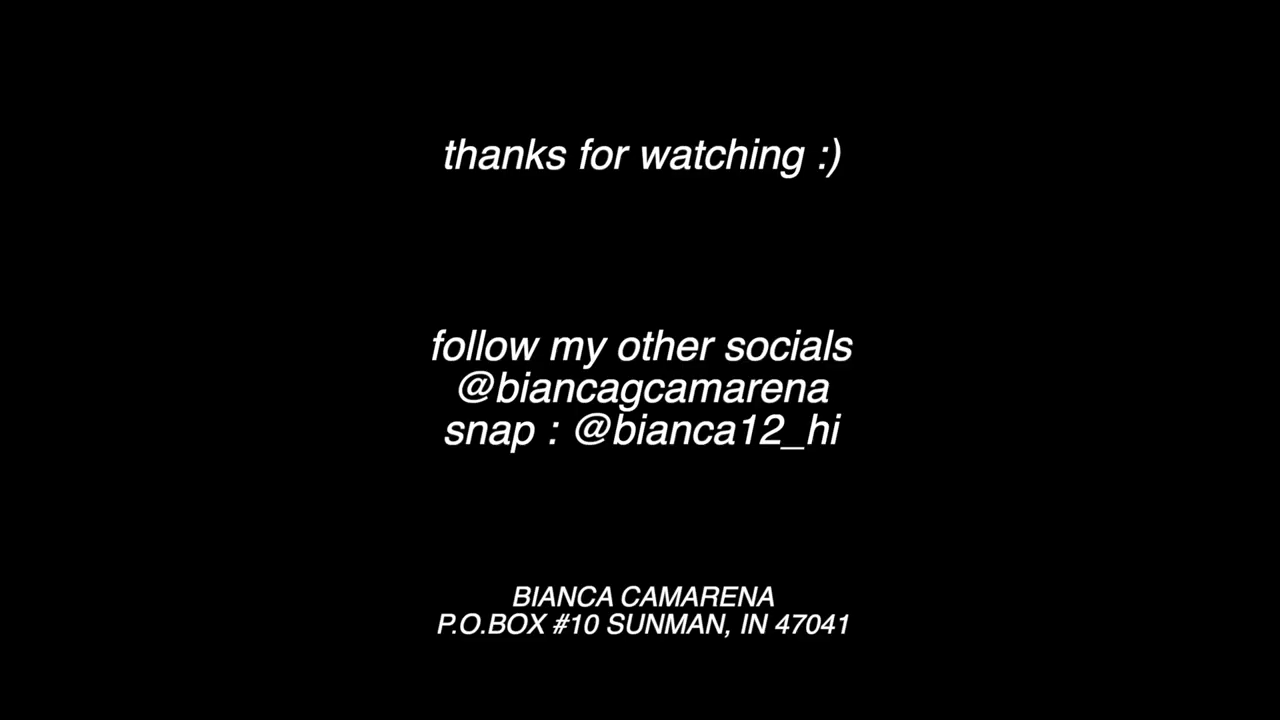 thanks for watching :)
follow my other socials
@biancagcamarena
snap : @bianca12_hi
BIANCA CAMARENA
P.O.BOX #10 SUNMAN, IN 47041